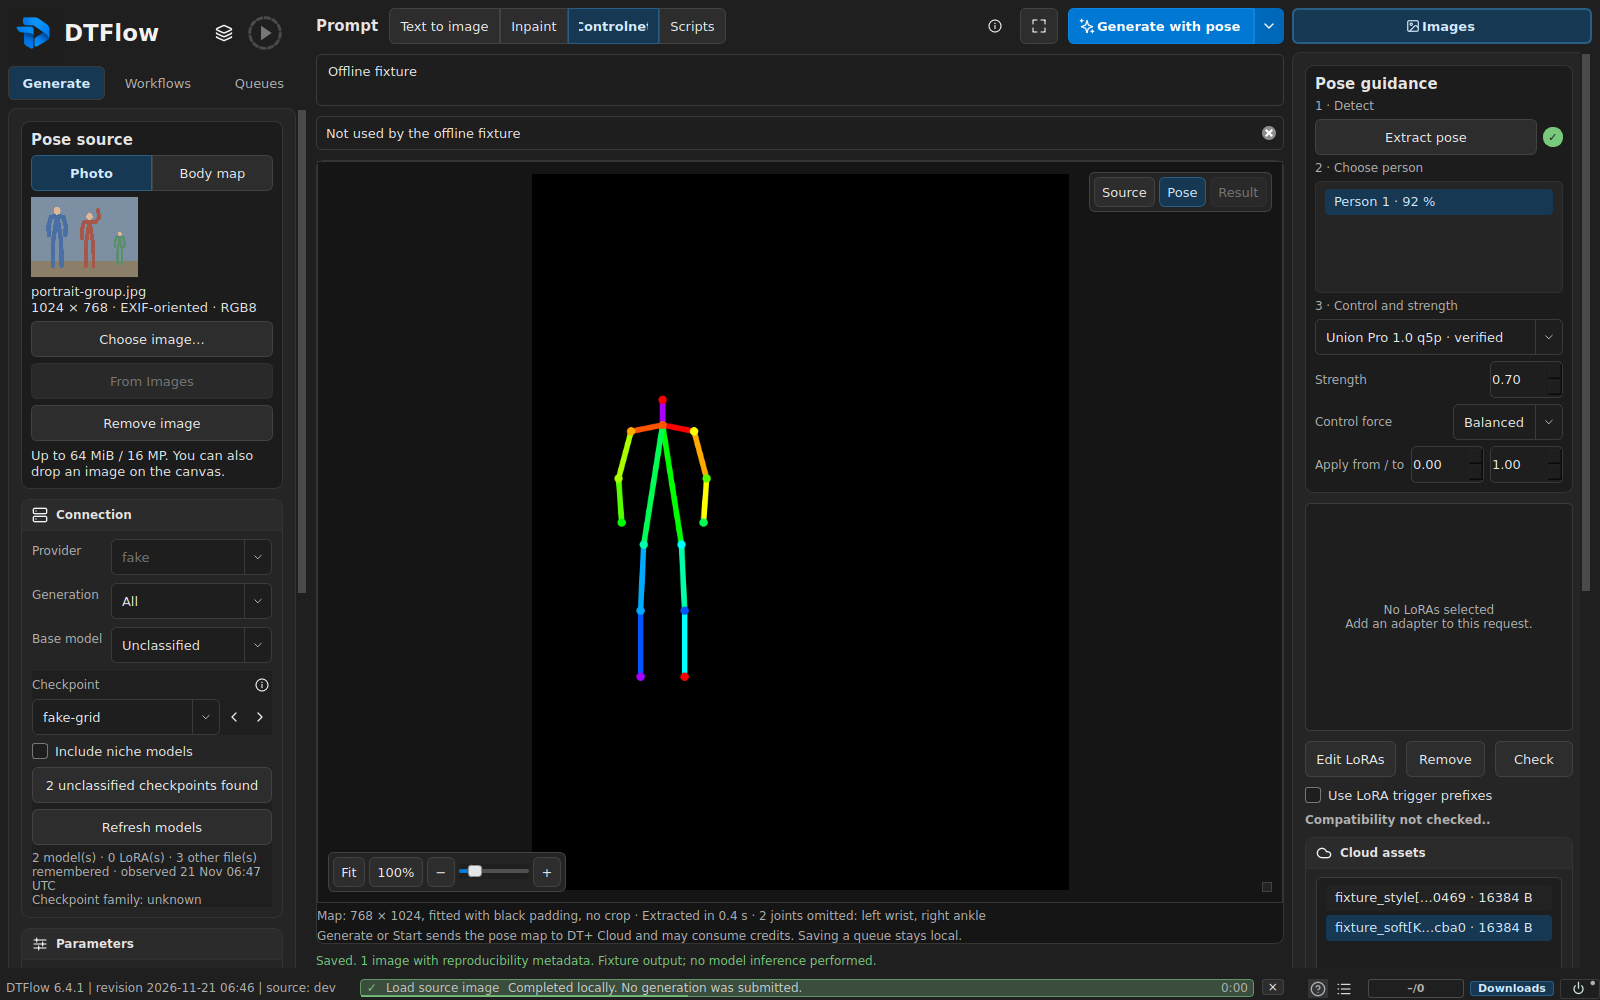 DTFlow
Generate
Workflows
Queues
Pose source
Photo
Body map
portrait-group.jpg
1024 × 768 · EXIF-oriented · RGB8
Choose image...
From Images
Remove image
Up to 64 MiB / 16 MP. You can also
drop an image on the canvas.
Connection
Provider
fake
Generation
All
Base model
Unclassified
Checkpoint
fake-grid
Include niche models
2 unclassified checkpoints found
Refresh models
2 model(s) · 0 LoRA(s) · 3 other file(s)
remembered · observed 21 Nov 06:47
UTC
Checkpoint family: unknown
Parameters
Prompt
Text to image
Inpaint
Controlnet
Scripts
Generate with pose
Offline fixture
Not used by the offline fixture
Source
Pose
Result
Fit
100%
−
+
Map: 768 × 1024, fitted with black padding, no crop · Extracted in 0.4 s · 2 joints omitted: left wrist, right ankle
Generate or Start sends the pose map to DT+ Cloud and may consume credits. Saving a queue stays local.
Saved. 1 image with reproducibility metadata. Fixture output; no model inference performed.
Images
Pose guidance
1 · Detect
Extract pose
2 · Choose person
Person 1 · 92 %
3 · Control and strength
Union Pro 1.0 q5p · verified
Strength
0.70
Control force
Balanced
Apply from / to
0.00
1.00
No LoRAs selected
Add an adapter to this request.
Edit LoRAs
Remove
Check
Use LoRA trigger prefixes
Compatibility not checked..
Cloud assets
fixture_style[...0469 · 16384 B
fixture_soft[K...cba0 · 16384 B
DTFlow 6.4.1 | revision 2026-11-21 06:46 | source: dev
✓ Load source image Completed locally. No generation was submitted.
0:00
–/0
Downloads